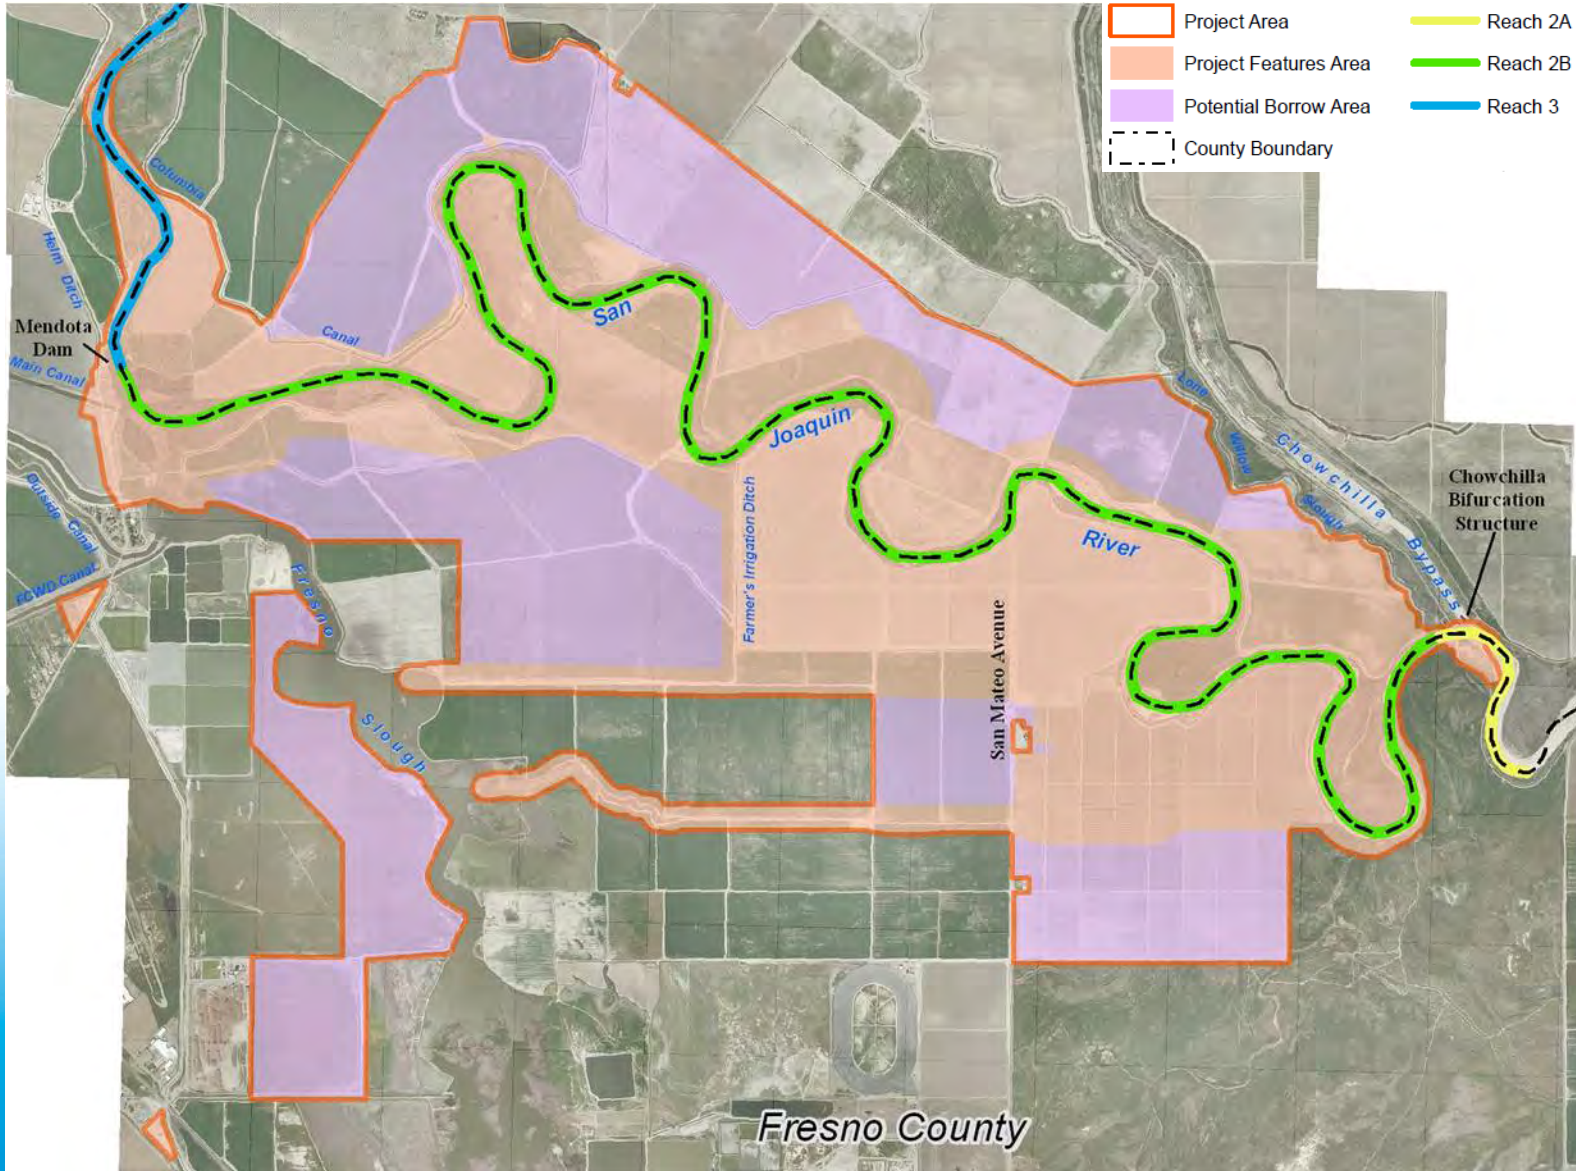 Project Area
Reach 2A
Project Features Area
Reach 2B
Potential Borrow Area
Reach 3
County Boundary
Columbia
Helm Ditch
San
Mendota
Dam
Canal
Main Canal
Lone
Joaquin
Willow
Chowchilla
Bypass
Slough
Chowchilla
Bifurcation
Structure
Outside Canal
Farmer's Irrigation Ditch
River
FCWD Canal
Fresno
Slough
San Mateo Avenue
Fresno County